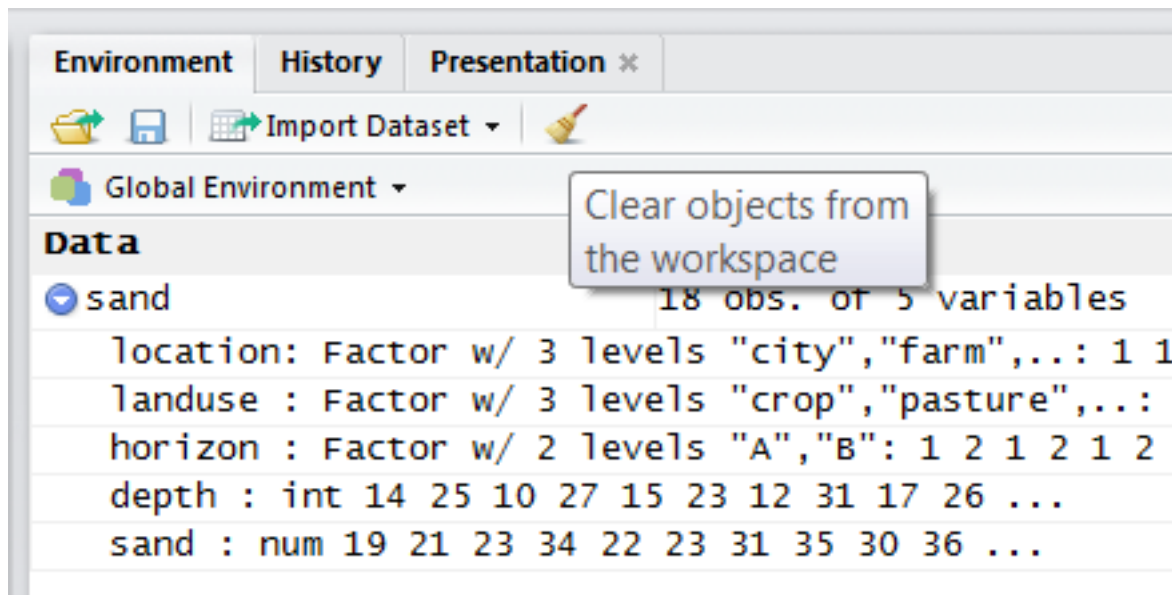 Environment History Presentation
Import Dataset
Global Environment
Clear objects from
the workspace
Data
sand 18 obs. of 5 variables
location: Factor w/ 3 levels "city","farm",..: 1 1
landuse : Factor w/ 3 levels "crop","pasture",..:
horizon : Factor w/ 2 levels "A","B": 1 2 1 2 1 2
depth : int 14 25 10 27 15 23 12 31 17 26 ...
sand : num 19 21 23 34 22 23 31 35 30 36 ...